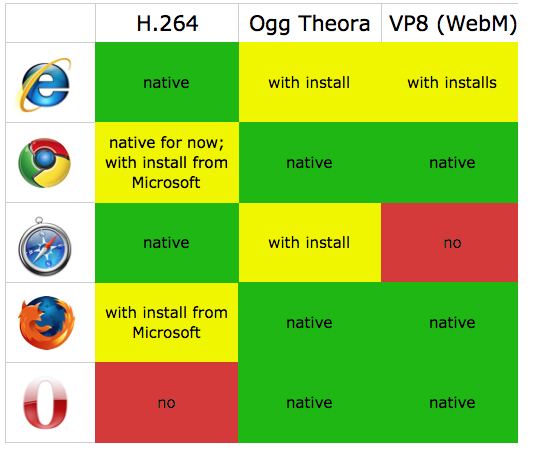 H.264 Ogg Theora VP8 (WebM)
native with install with installs
native for now;
with install from
Microsoft
native native
native with install no
with install from
Microsoft
native native
no native native